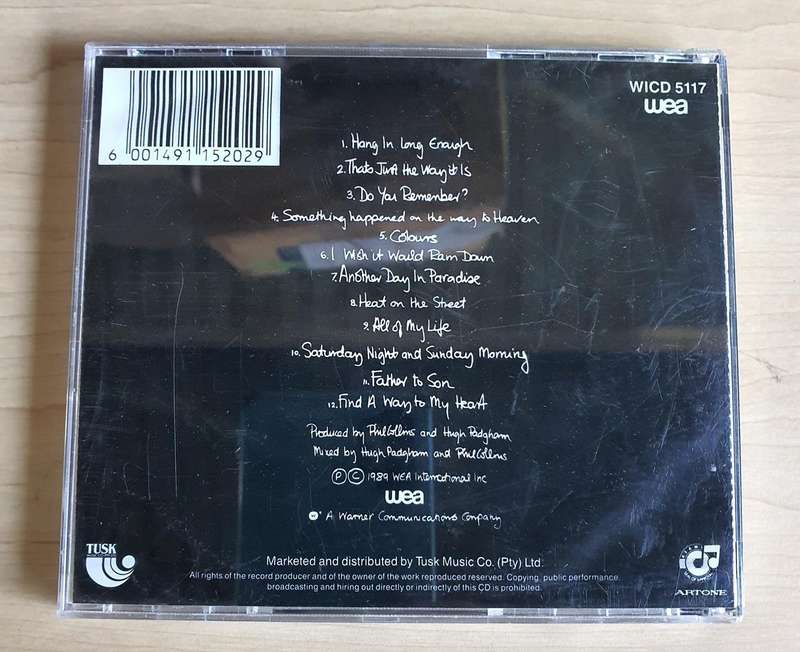 WICD 5117
wea
6 001491 152029
1. Hang In Long Enough
2. Thats Just the Way It Is
3. Do You Remember?
4. Something happened on the way to Heaven
5. Colours
6. I Wish it Would Rain Down
7. Another Day In Paradise
8. Heat on the Street
9. All of My Life
10. Saturday Night and Sunday Morning
11. Father to Son
12. Find A Way to My Heart
Produced by Phil Collins and Hugh Padgham
Mixed by Hugh Padgham and Phil Collins
Ⓟ Ⓒ 1989 WEA International Inc
wea
A Warner Communications Company
TUSK
Marketed and distributed by Tusk Music Co. (Pty) Ltd.
All rights of the record producer and of the owner of the work reproduced reserved. Copying, public performance,
broadcasting and hiring out directly or indirectly of this CD is prohibited.
ARTONE